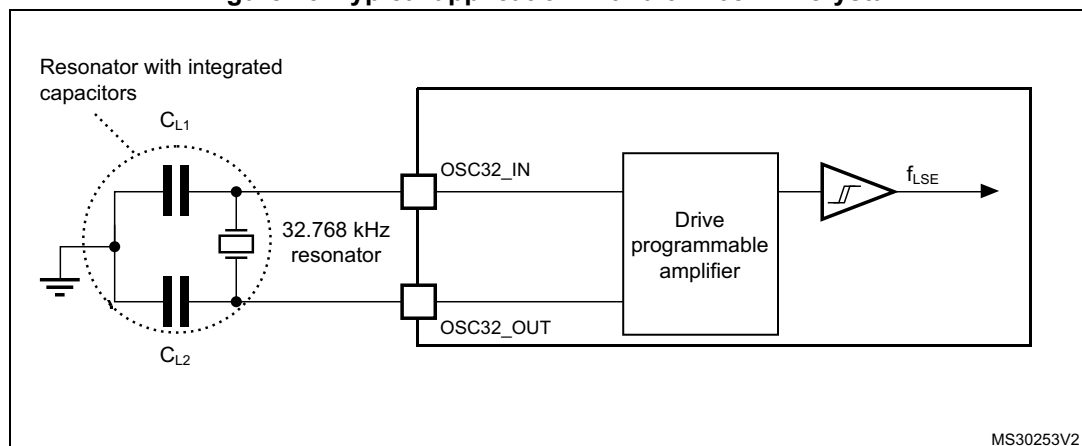 Resonator with integrated
capacitors
CL1
OSC32_IN
fLSE
32.768 kHz
resonator
Drive
programmable
amplifier
OSC32_OUT
CL2
MS30253V2